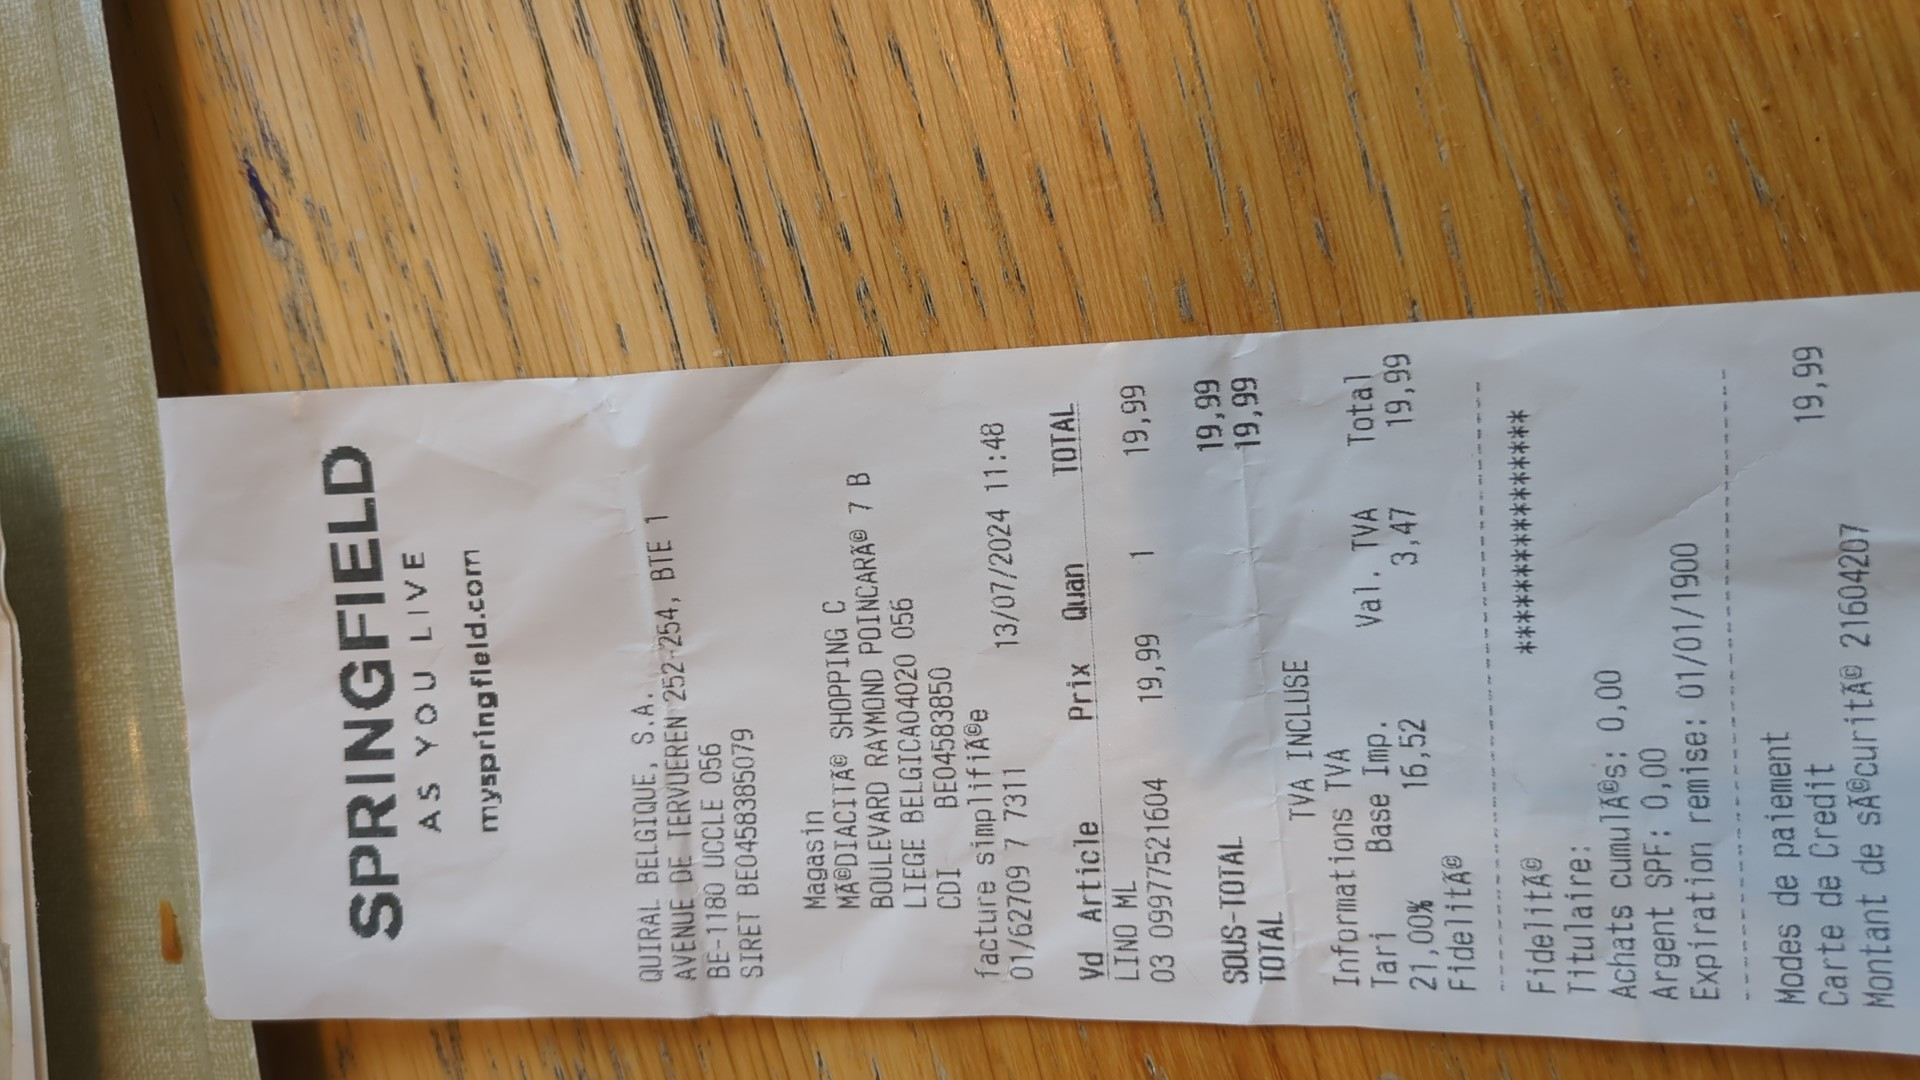 SPRINGFIELD
AS YOU LIVE
myspringfield.com
QUIRAL BELGIQUE, S.A.
AVENUE DE TERVUEREN 252-254, BTE 1
BE-1180 UCCLE 056
SIRET BE0458385079
Magasin
MÃ©DIACITÃ© SHOPPING C
BOULEVARD RAYMOND POINCARÃ© 7 B
LIEGE BELGICA04020 056
CDI BE04583850
facture simplifiÃ©e
01/62709 7 7311 13/07/2024 11:48
Vd Article Prix Quan TOTAL
LINO ML
03 0997752​1604 19,99 1 19,99
SOUS-TOTAL 19,99
TOTAL 19,99
TVA INCLUSE
Informations TVA
Tari Base Imp. Val. TVA Total
21,00% 16,52 3,47 19,99
FidelitÃ©
FidelitÃ© ****************
Titulaire:
Achats cumulÃ©s: 0,00
Argent SPF: 0,00
Expiration remise: 01/01/1900
Modes de paiement
Carte de Credit 19,99
Montant de sÃ©curitÃ© 21604207